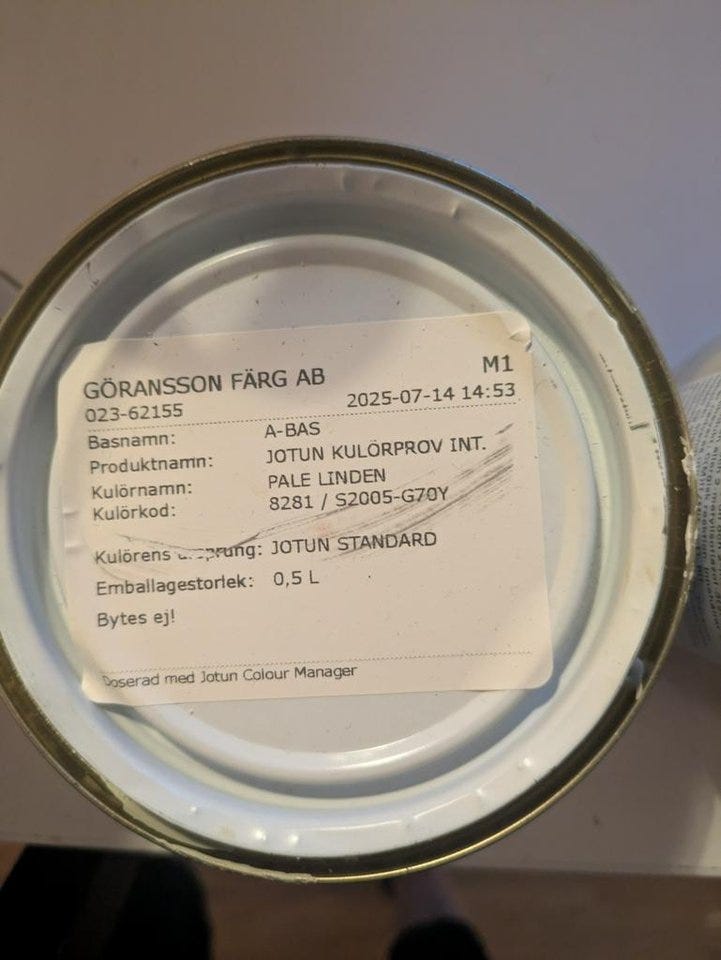 GÖRANSSON FÄRG AB M1
023-62155 2025-07-14 14:53
Basnamn: A-BAS
Produktnamn: JOTUN KULÖRPROV INT.
Kulörnamn: PALE LINDEN
Kulörkod: 8281 / S2005-G70Y
Kulörens ursprung: JOTUN STANDARD
Emballagestorlek: 0,5 L
Bytes ej!
Doserad med Jotun Colour Manager